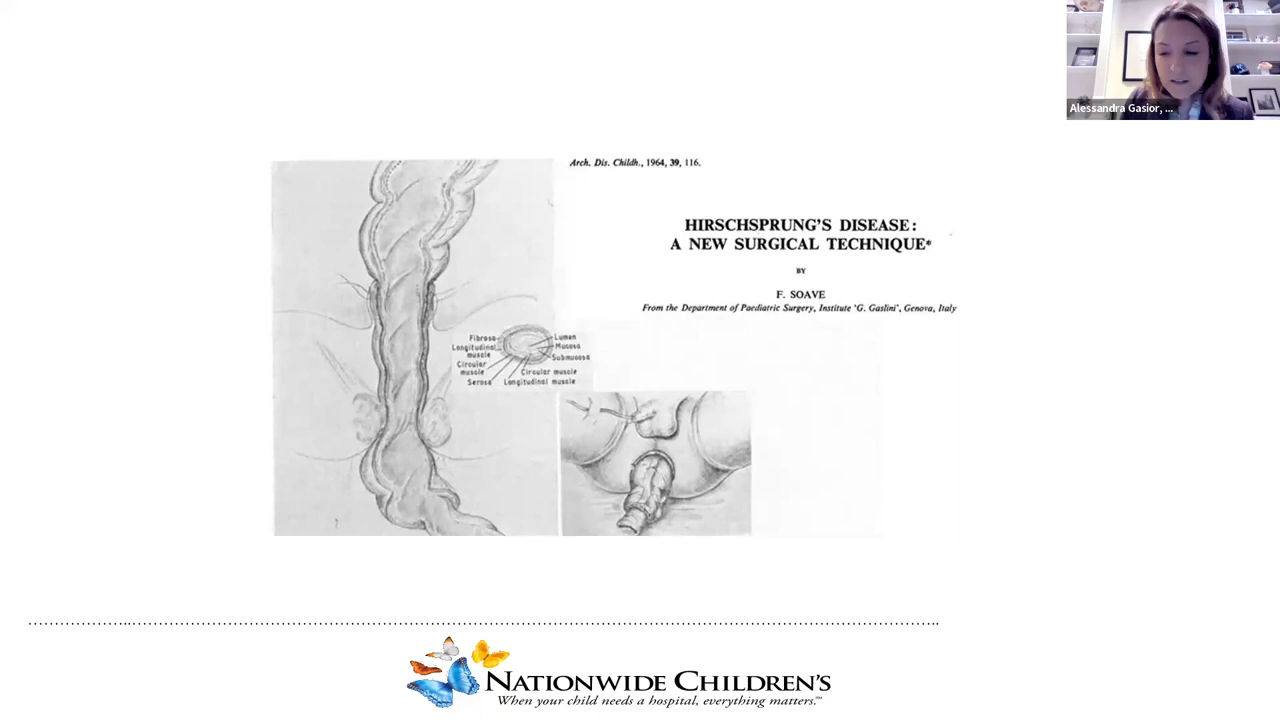 Alessandra Gasior, ...
Arch. Dis. Childh., 1964, 39, 116.
HIRSCHSPRUNG'S DISEASE:
A NEW SURGICAL TECHNIQUE*
BY
F. SOAVE
From the Department of Paediatric Surgery, Institute 'G. Gaslini', Genova, Italy
Fibrosa
Longitudinal muscle
Circular muscle
Serosa
Lumen
Mucosa
Submucosa
Circular muscle
Longitudinal muscle
NATIONWIDE CHILDREN'S
When your child needs a hospital, everything matters.™